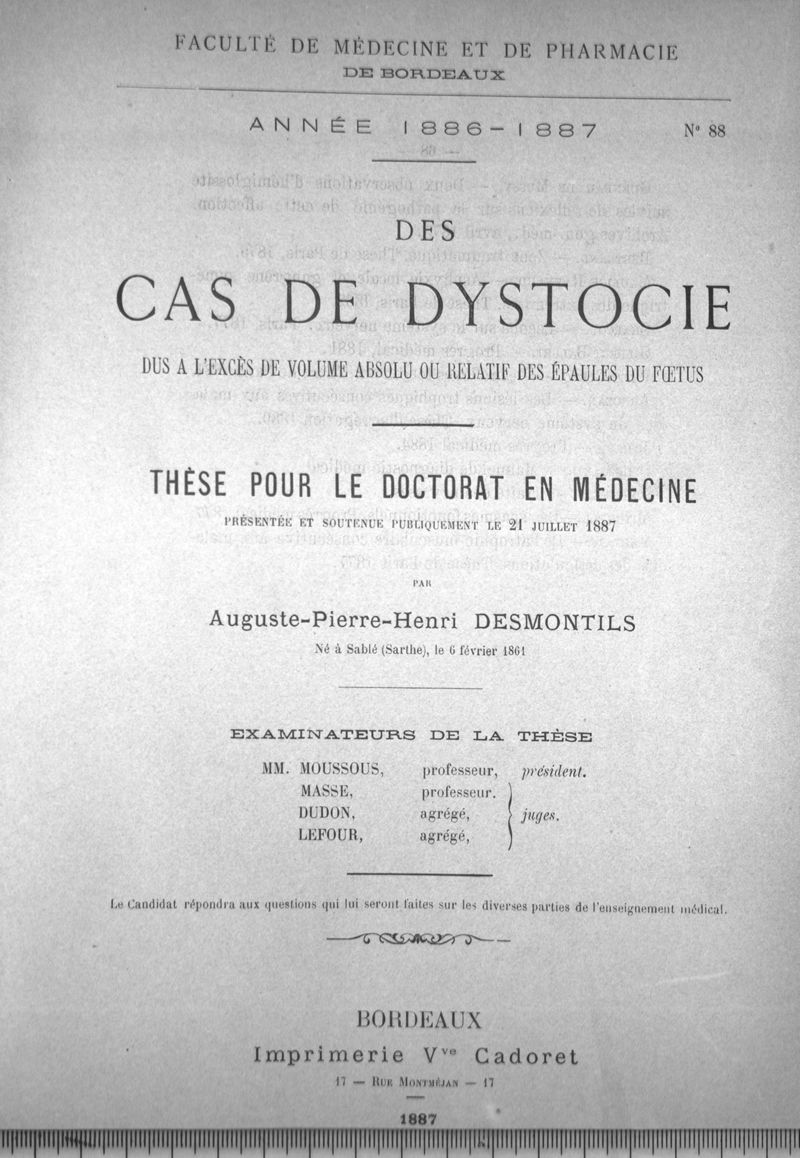 FACULTÉ DE MÉDECINE ET DE PHARMACIE
DE BORDEAUX
ANNÉE 1886-1887 Nº 88
DES
CAS DE DYSTOCIE
DUS A L'EXCÈS DE VOLUME ABSOLU OU RELATIF DES ÉPAULES DU FŒTUS
THÈSE POUR LE DOCTORAT EN MÉDECINE
PRÉSENTÉE ET SOUTENUE PUBLIQUEMENT LE 21 JUILLET 1887
PAR
Auguste-Pierre-Henri DESMONTILS
Né à Sablé (Sarthe), le 6 février 1861
EXAMINATEURS DE LA THÈSE
MM. MOUSSOUS, professeur, président.
MASSE, professeur.
DUDON, agrégé, juges.
LEFOUR, agrégé,
Le Candidat répondra aux questions qui lui seront faites sur les diverses parties de l'enseignement médical.
BORDEAUX
Imprimerie Vve Cadoret
17 — RUE MONTMÉJAN — 17
1887